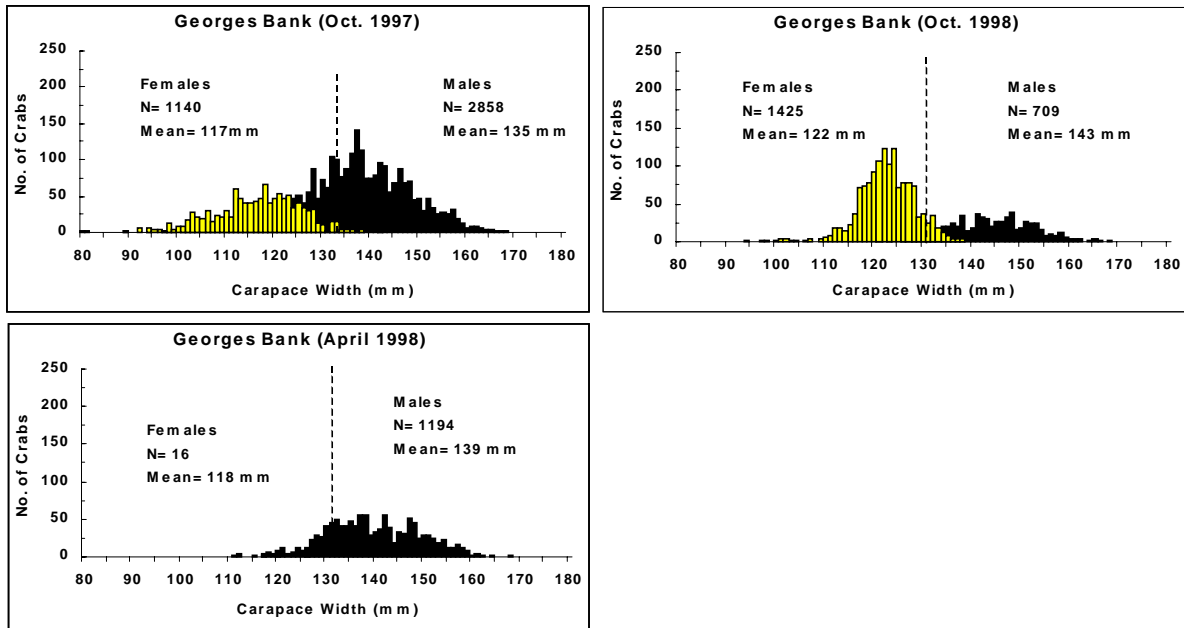 Georges Bank (Oct. 1997)
No. of Crabs
250
200
150
100
50
0
Females
N= 1140
Mean= 117mm
Males
N= 2858
Mean= 135 mm
80 90 100 110 120 130 140 150 160 170 180
Carapace Width (mm)
Georges Bank (Oct. 1998)
No. of Crabs
250
200
150
100
50
0
Females
N= 1425
Mean= 122 mm
Males
N= 709
Mean= 143 mm
80 90 100 110 120 130 140 150 160 170 180
Carapace Width (mm)
Georges Bank (April 1998)
No. of Crabs
250
200
150
100
50
0
Females
N= 16
Mean= 118 mm
Males
N= 1194
Mean= 139 mm
80 90 100 110 120 130 140 150 160 170 180
Carapace Width (mm)